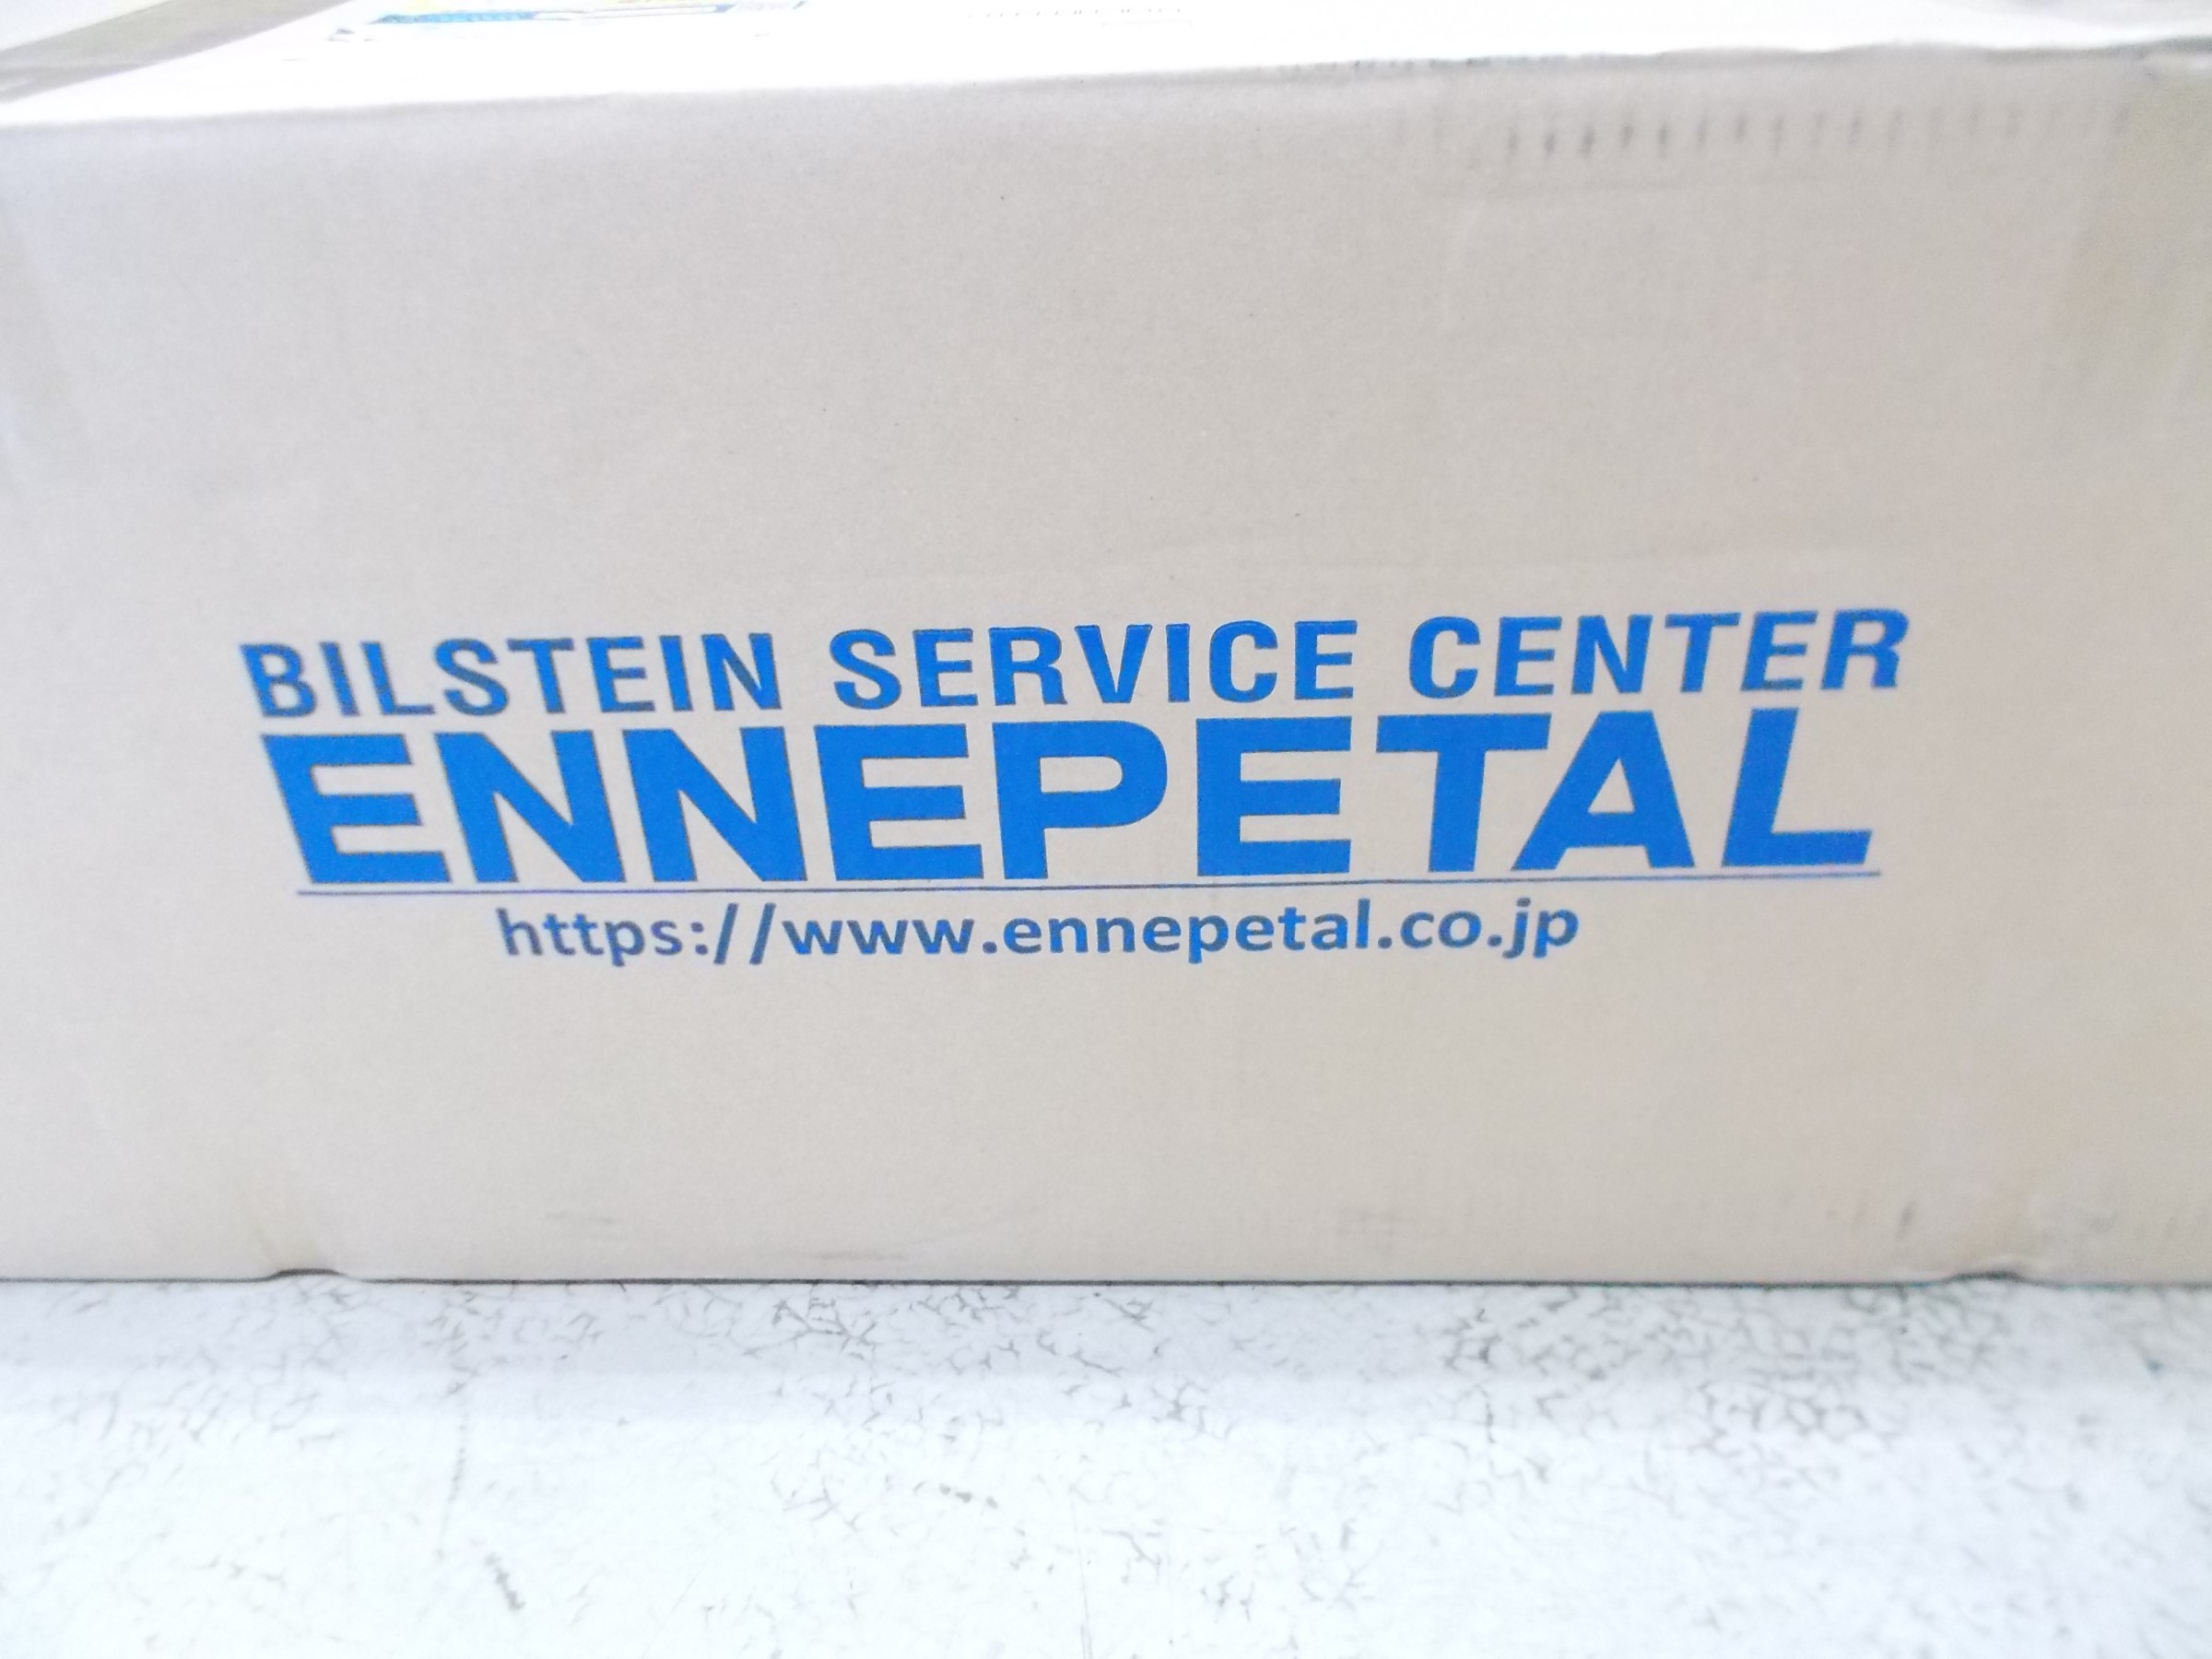 BILSTEIN SERVICE CENTER
ENNEPETAL
https://www.ennepetal.co.jp